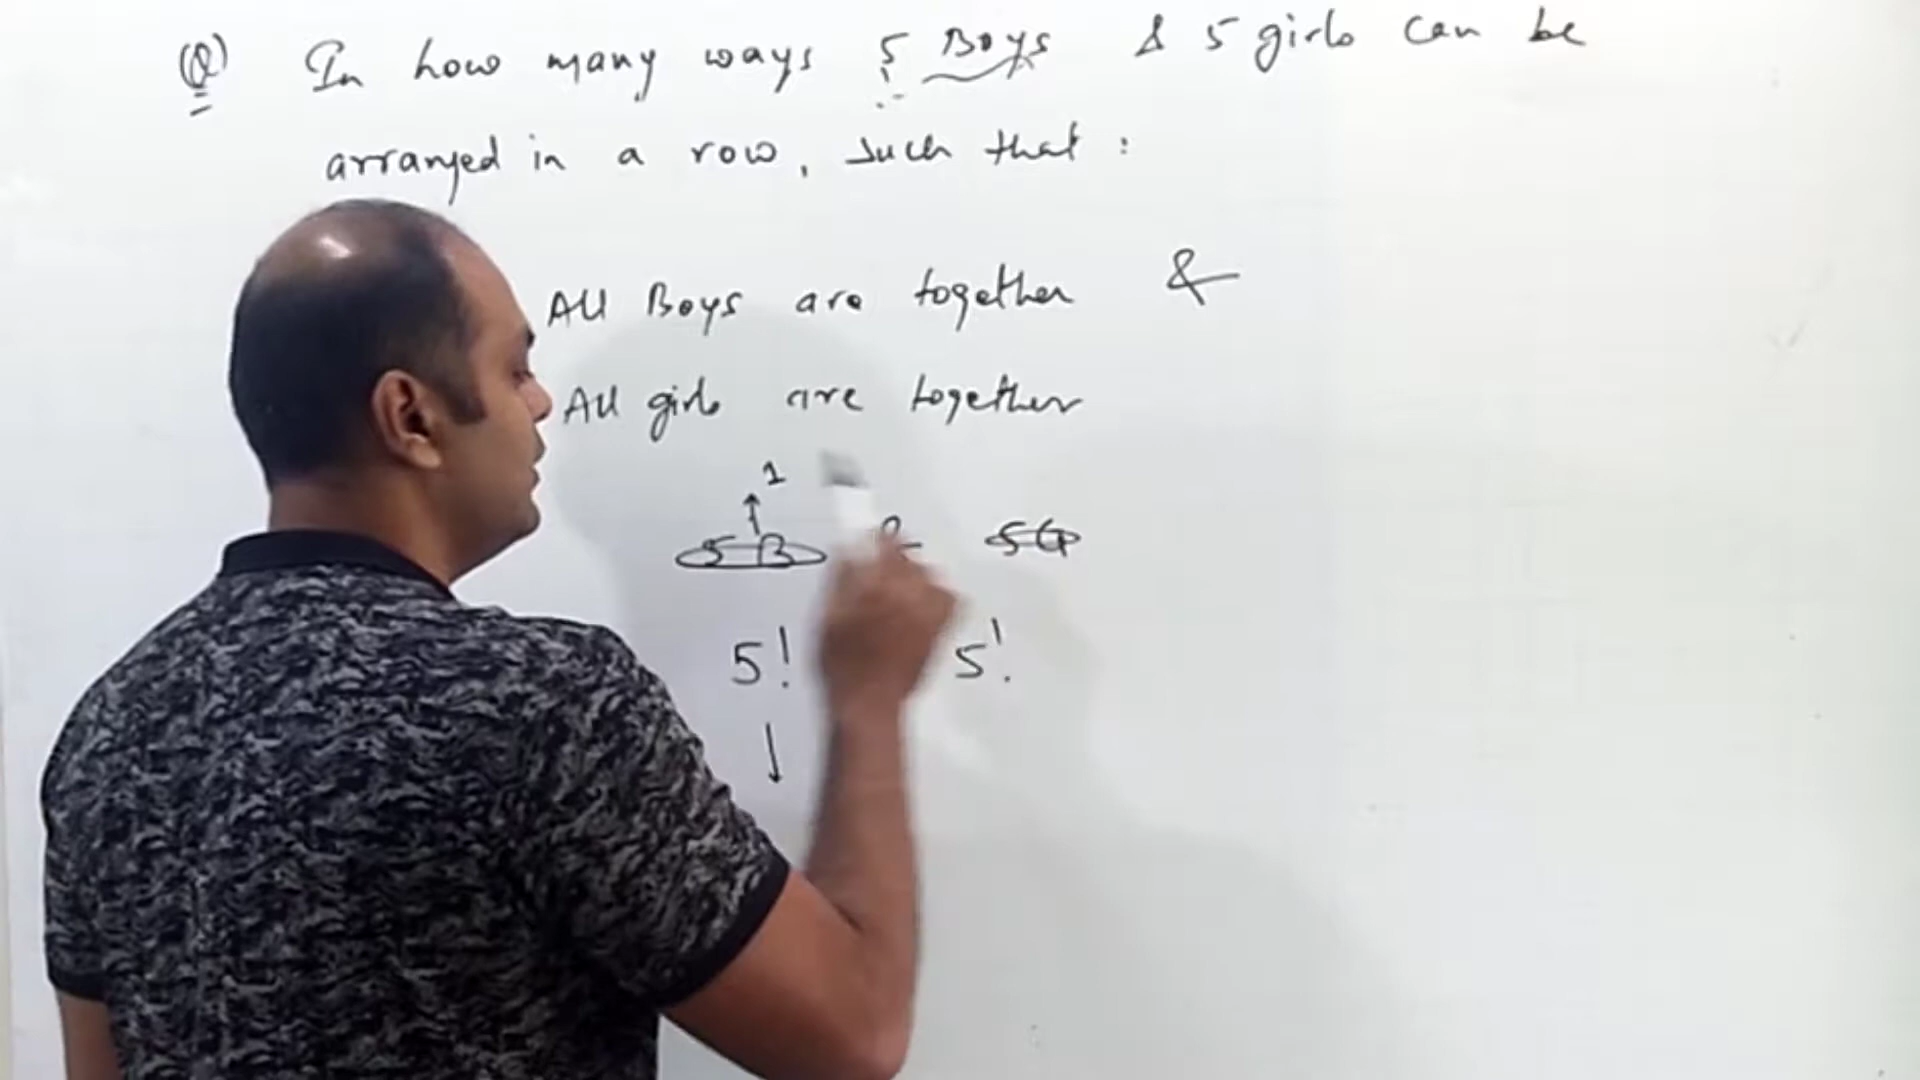 (Q) In how many ways 5 Boys & 5 girls can be
arranged in a row, such that :
All Boys are together &
All girls are together
1
5B & 5G
5! 5!